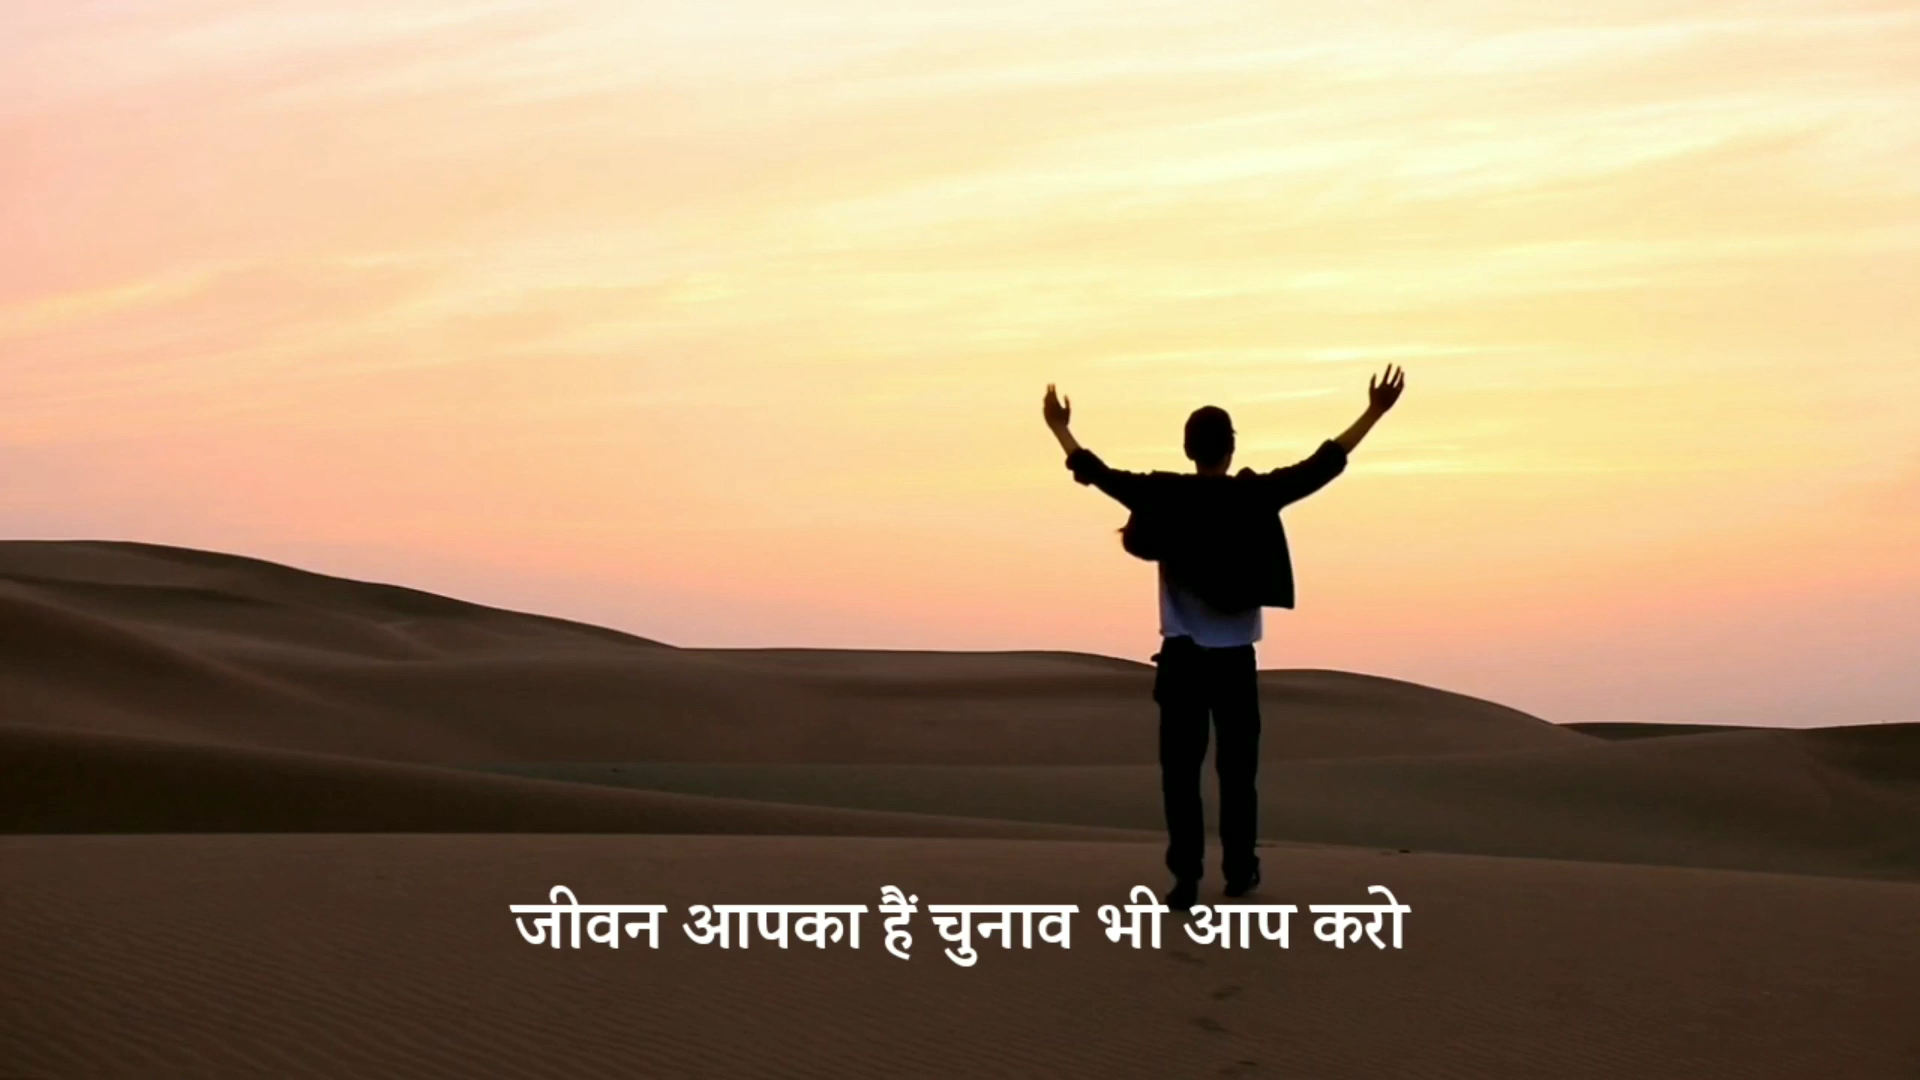 जीवन आपका हैं चुनाव भी आप करो